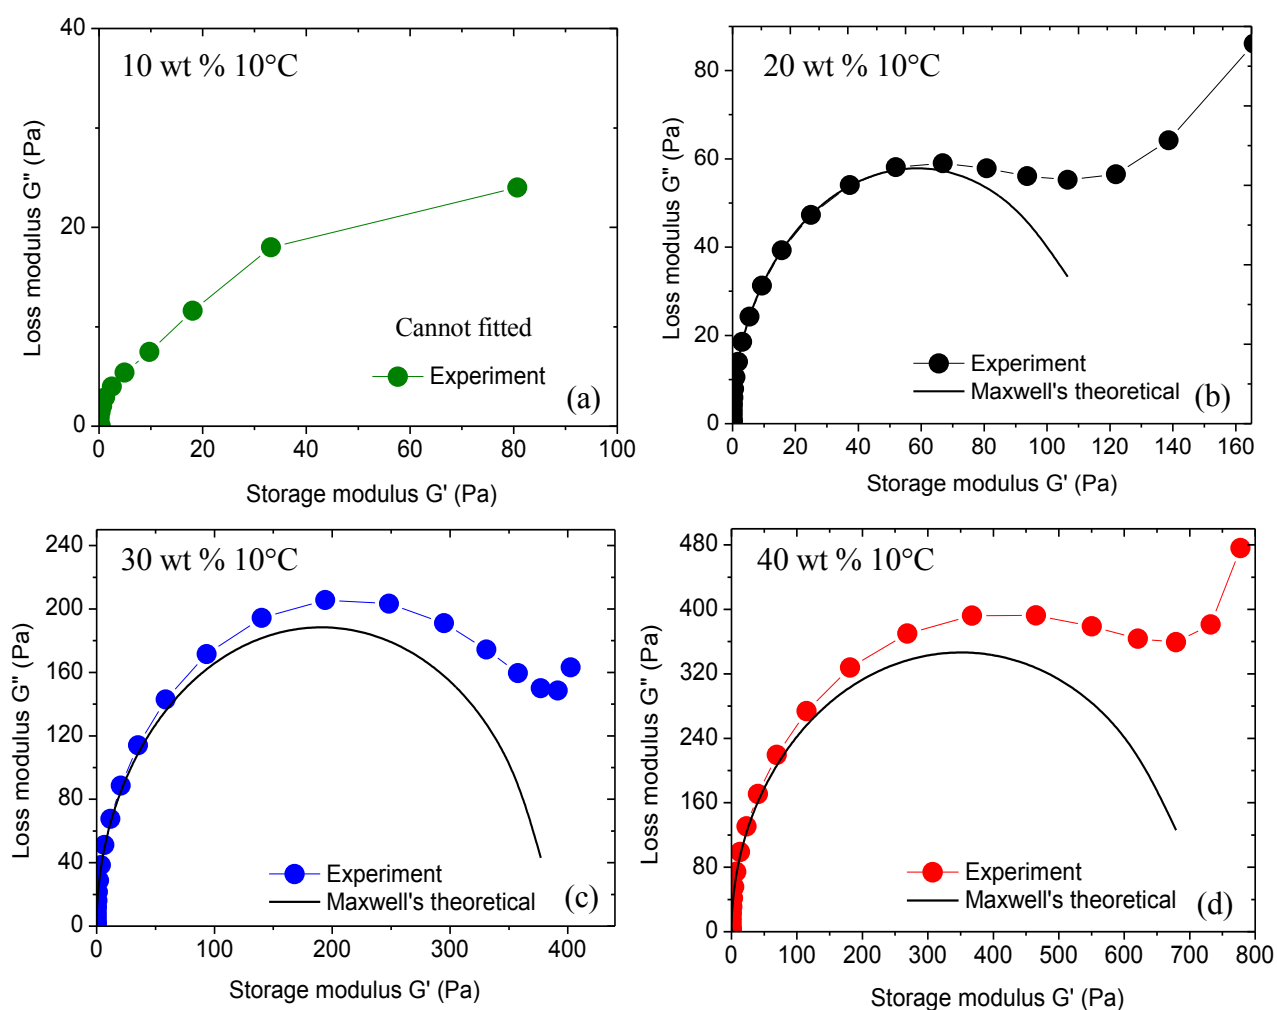 10 wt % 10°C
Loss modulus G" (Pa)
40
20
0
Cannot fitted
Experiment
(a)
0 20 40 60 80 100
Storage modulus G' (Pa)
20 wt % 10°C
Loss modulus G" (Pa)
80
60
40
20
0
Experiment
Maxwell's theoretical
(b)
0 20 40 60 80 100 120 140 160
Storage modulus G' (Pa)
30 wt % 10°C
Loss modulus G" (Pa)
240
200
160
120
80
40
0
Experiment
Maxwell's theoretical
(c)
0 100 200 300 400
Storage modulus G' (Pa)
40 wt % 10°C
Loss modulus G" (Pa)
480
400
320
240
160
80
0
Experiment
Maxwell's theoretical
(d)
0 100 200 300 400 500 600 700 800
Storage modulus G' (Pa)